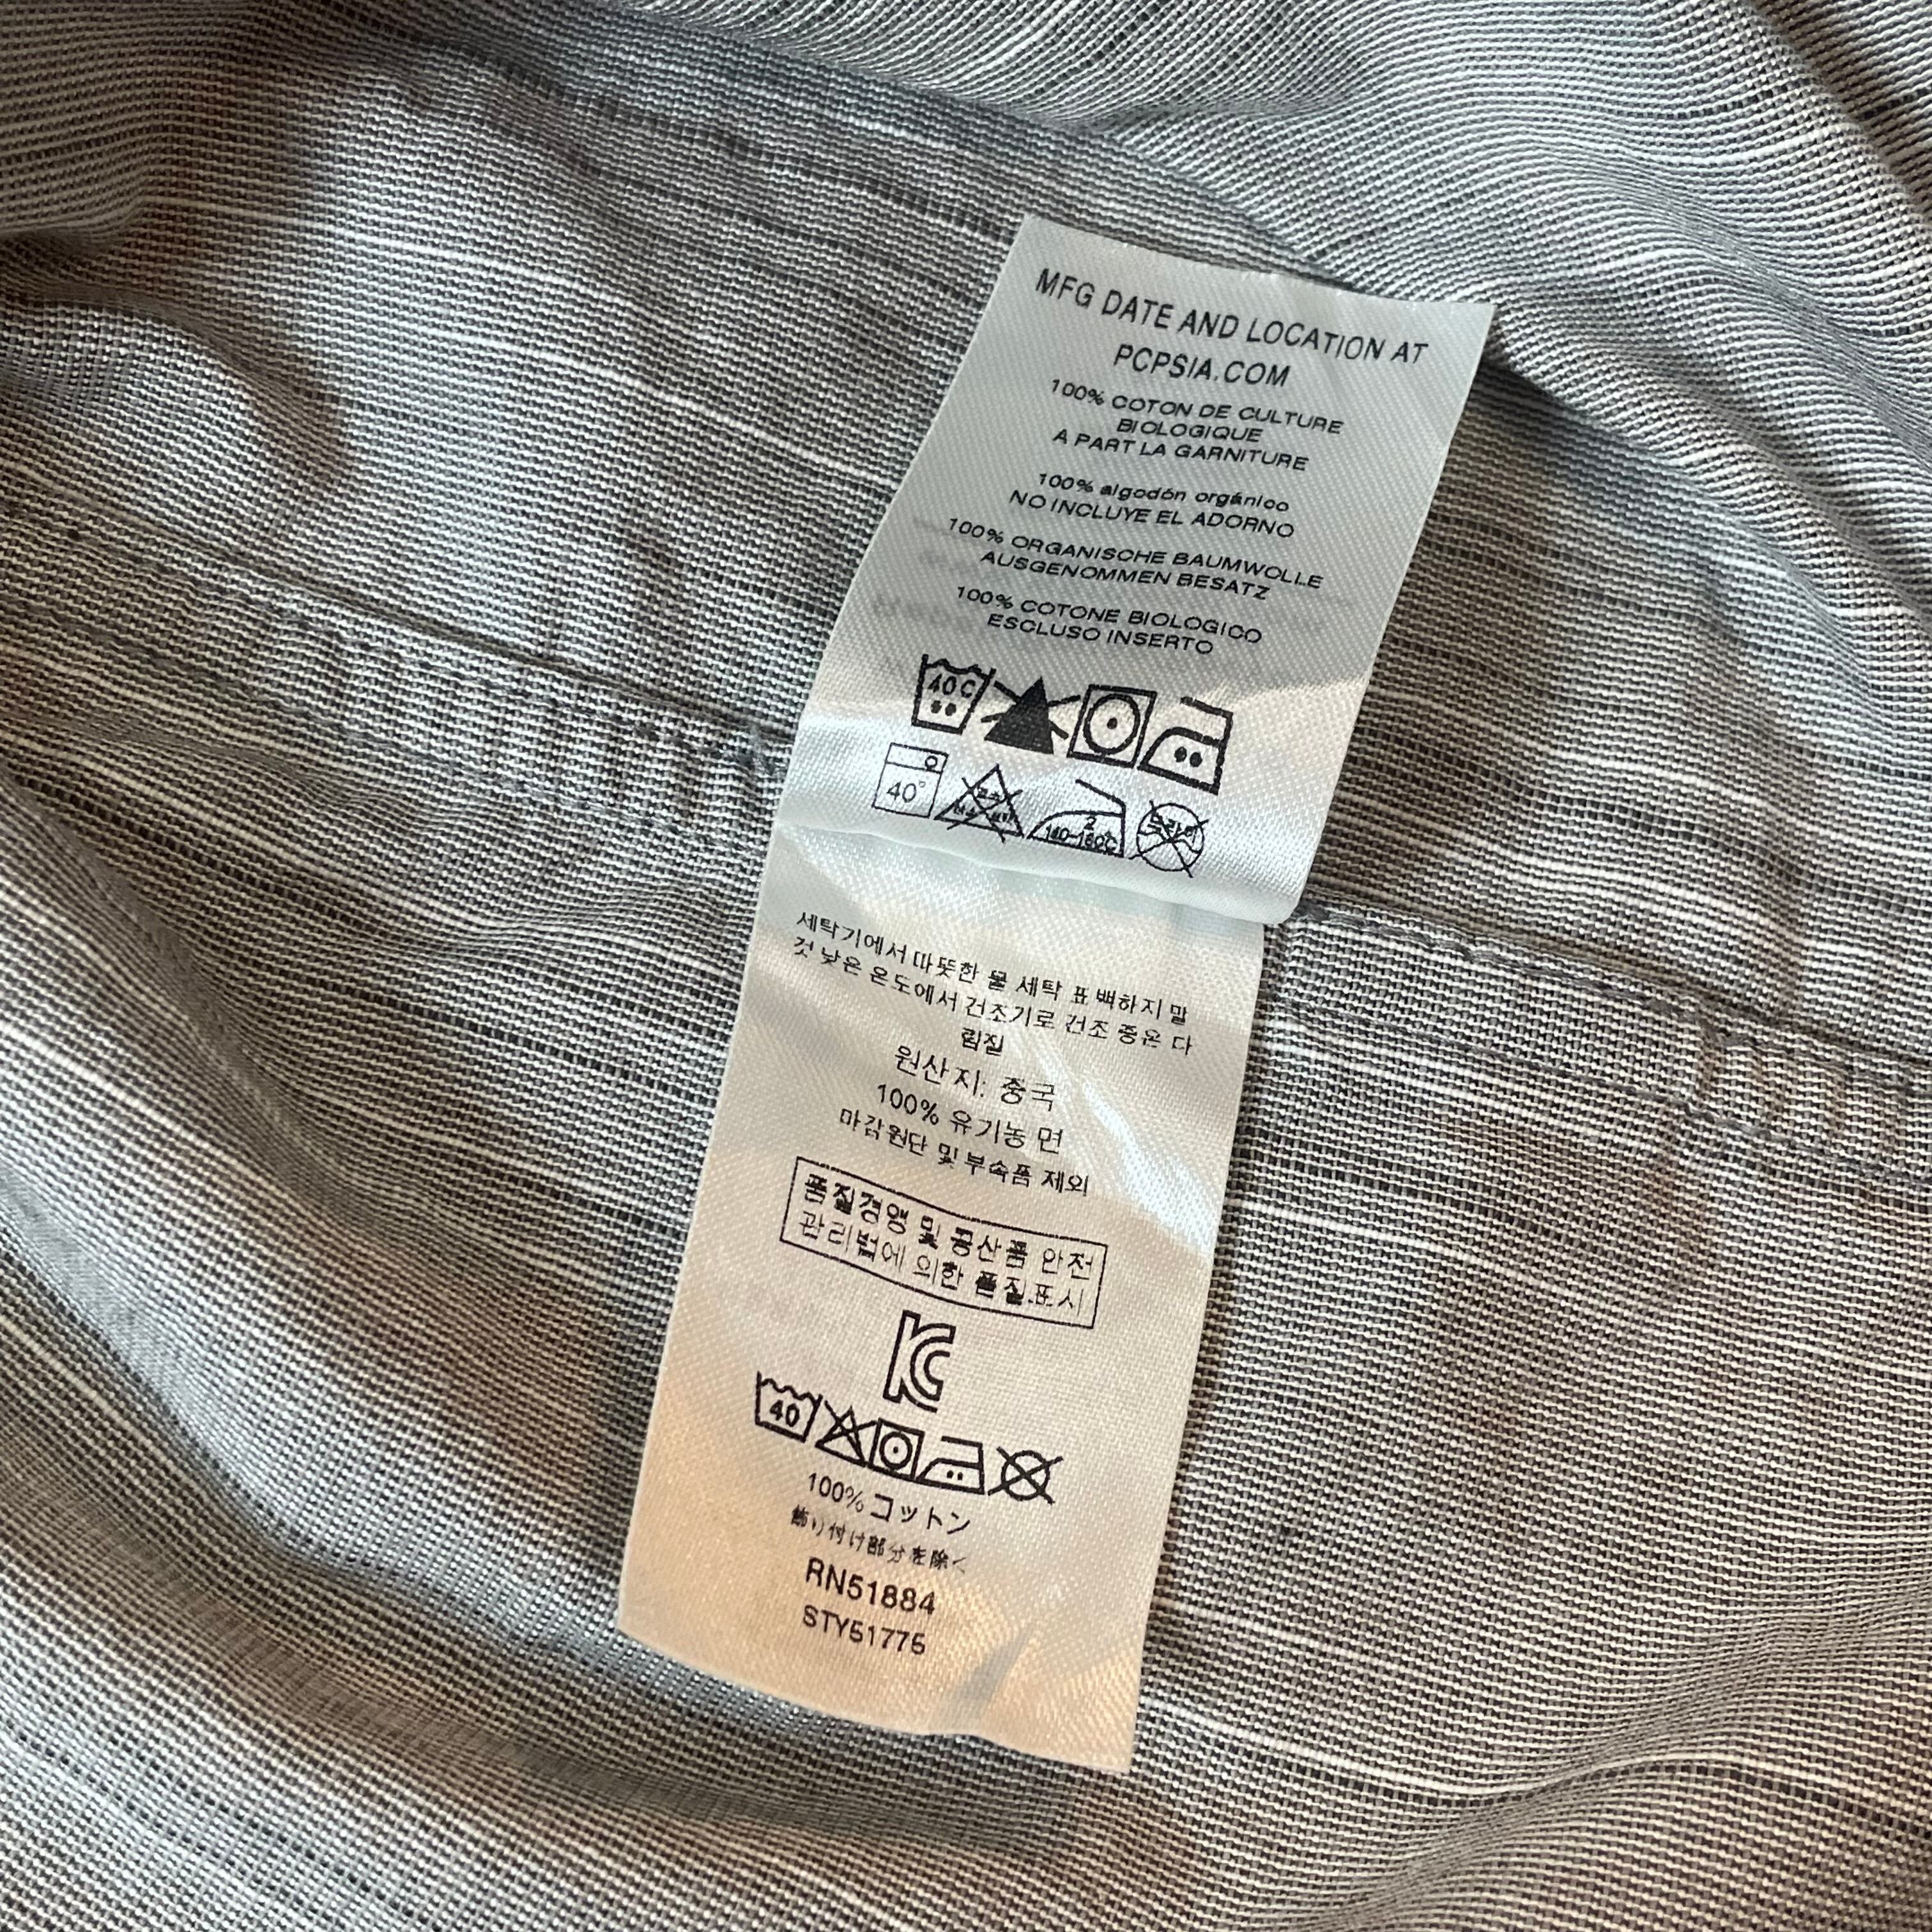 MFG DATE AND LOCATION AT
PCPSIA.COM
100% COTON DE CULTURE
BIOLOGIQUE
A PART LA GARNITURE
100% algodón orgánico
NO INCLUYE EL ADORNO
100% ORGANISCHE BAUMWOLLE
AUSGENOMMEN BESATZ
100% COTONE BIOLOGICO
ESCLUSO INSERTO
40C
40°
2
세탁기에서 따뜻한 물 세탁 표백하지 말
것 낮은 온도에서 건조기로 건조 중온 다
림질
원산지: 중국
100% 유기농 면
마감원단 및 부속품 제외
품질경영 및 공산품 안전
관리법에 의한 품질표시
KC
40
100% コットン
飾り付け部分を除く
RN51884
STY51775